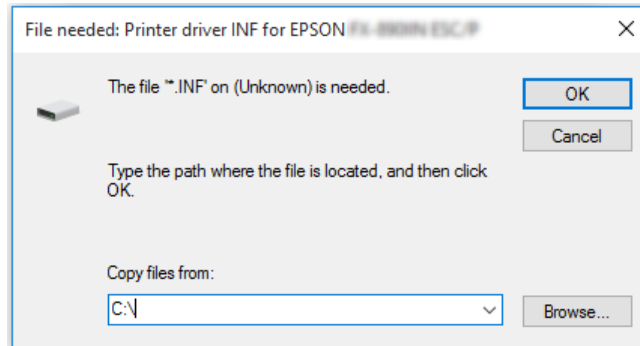 File needed: Printer driver INF for EPSON
The file '*.INF' on (Unknown) is needed.
OK
Cancel
Type the path where the file is located, and then click
OK.
Copy files from:
C:\
Browse...